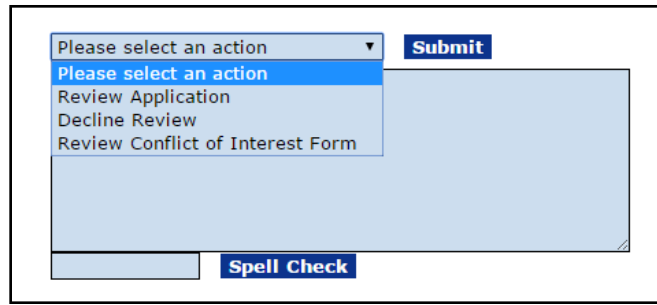 Please select an action ▼ Submit
Please select an action
Review Application
Decline Review
Review Conflict of Interest Form
Spell Check